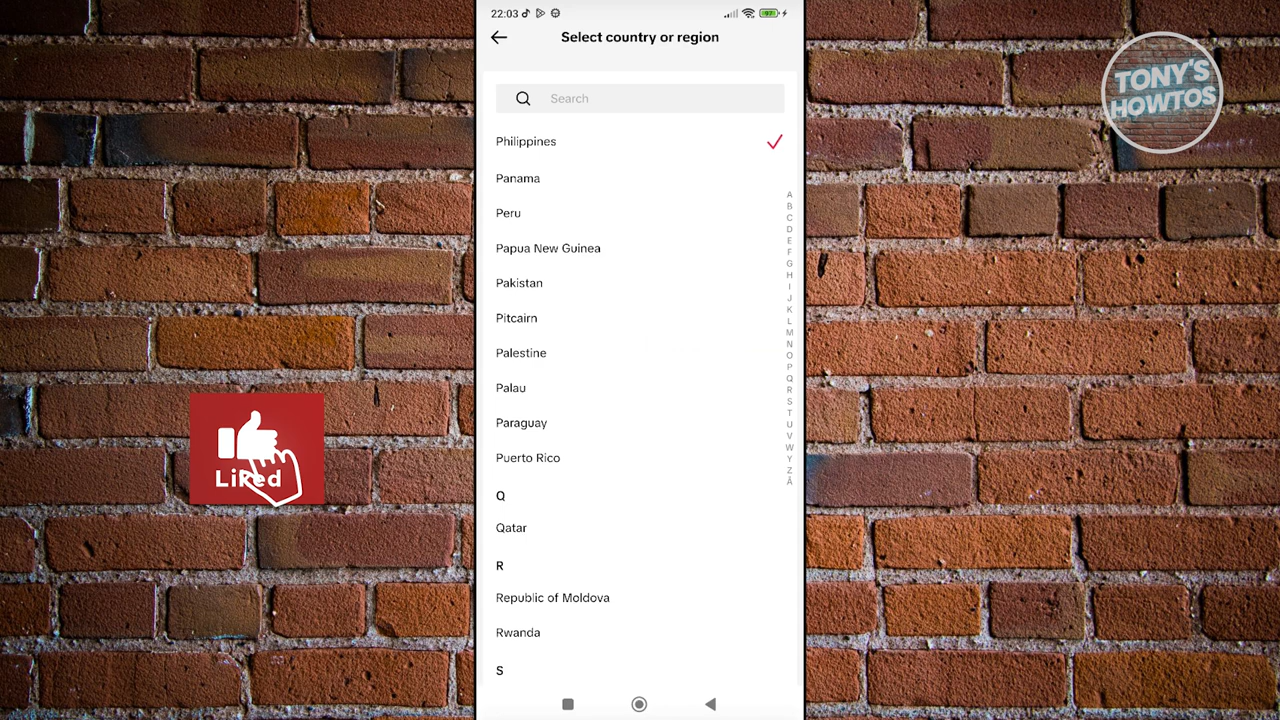 22:03
Select country or region
TONY'S
HOWTOS
Search
Philippines
Panama
Peru
Papua New Guinea
Pakistan
Pitcairn
Palestine
Palau
Paraguay
Puerto Rico
Q
Qatar
R
Republic of Moldova
Rwanda
S
A
B
C
D
E
F
G
H
I
J
K
L
M
N
O
P
Q
R
S
T
U
V
W
Y
Z
Å
Liked